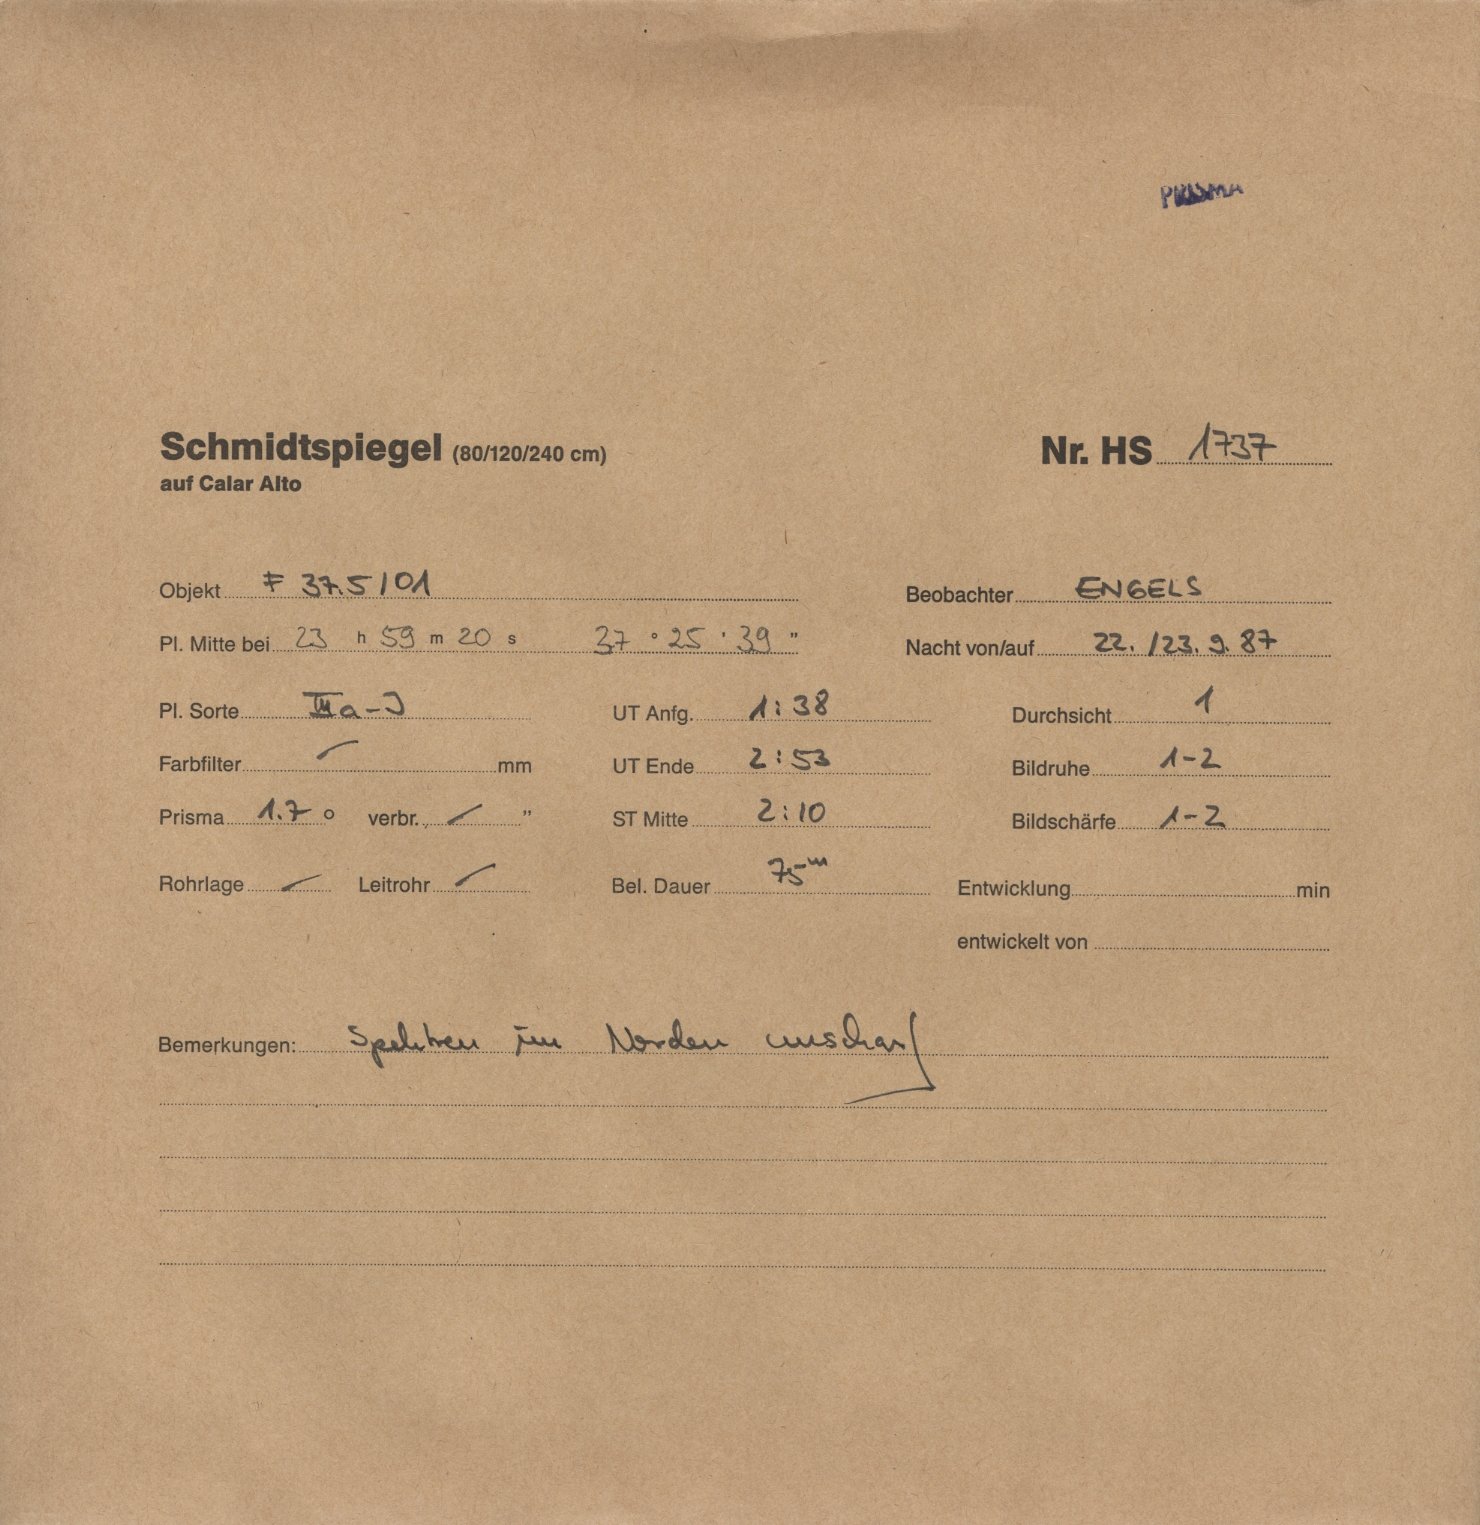 PRISMA
Schmidtspiegel (80/120/240 cm) Nr. HS 1737
auf Calar Alto
Objekt F 37.5/01 Beobachter ENGELS
Pl. Mitte bei 23 h 59 m 20 s 37 ° 25 ' 39 " Nacht von/auf 22./23.9.87
Pl. Sorte IIIa-J UT Anfg. 1:38 Durchsicht 1
Farbfilter / mm UT Ende 2:53 Bildruhe 1-2
Prisma 1.7 ° verbr. / " ST Mitte 2:10 Bildschärfe 1-2
Rohrlage / Leitrohr / Bel. Dauer 75m Entwicklung min
entwickelt von
Bemerkungen: Spektren im Norden unscharf